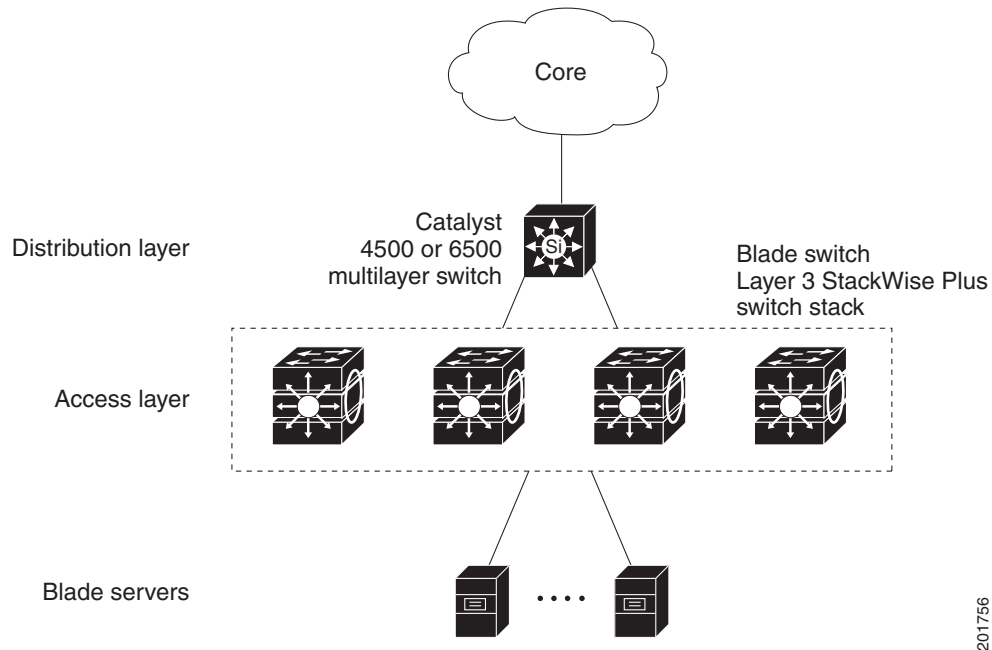 Core
Catalyst
4500 or 6500
multilayer switch
Distribution layer
Si
Blade switch
Layer 3 StackWise Plus
switch stack
Access layer
Blade servers
201756